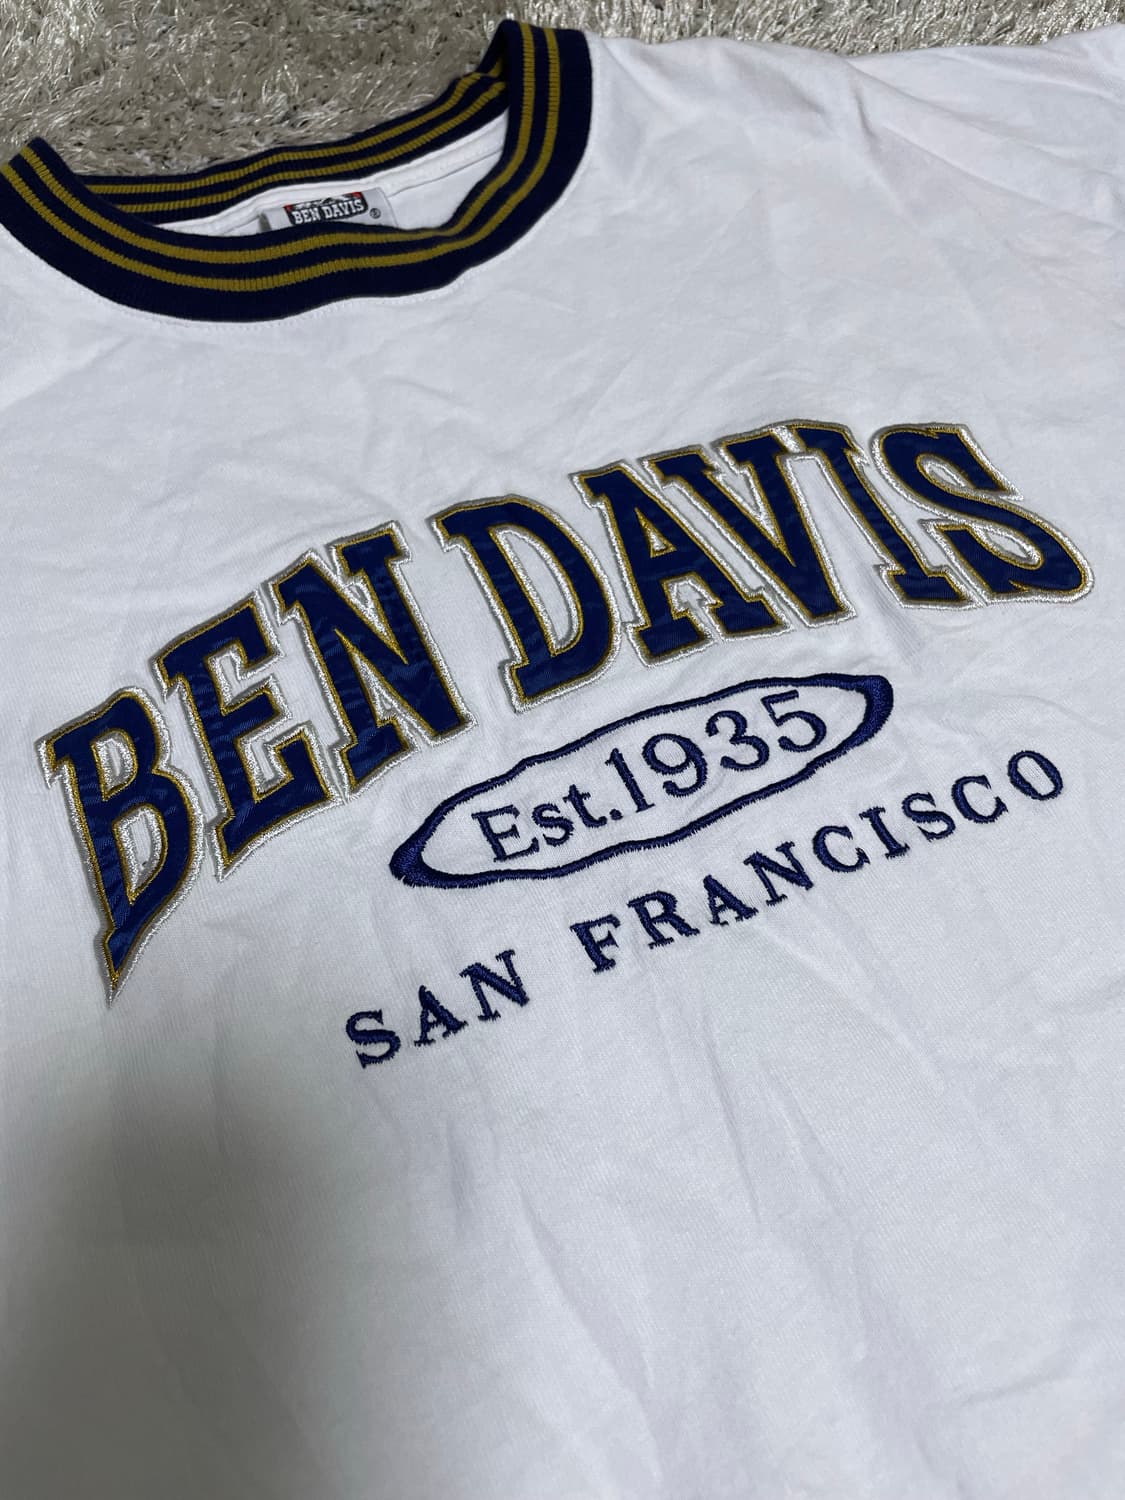 BEN DAVIS®
BEN DAVIS
Est.1935
SAN FRANCISCO